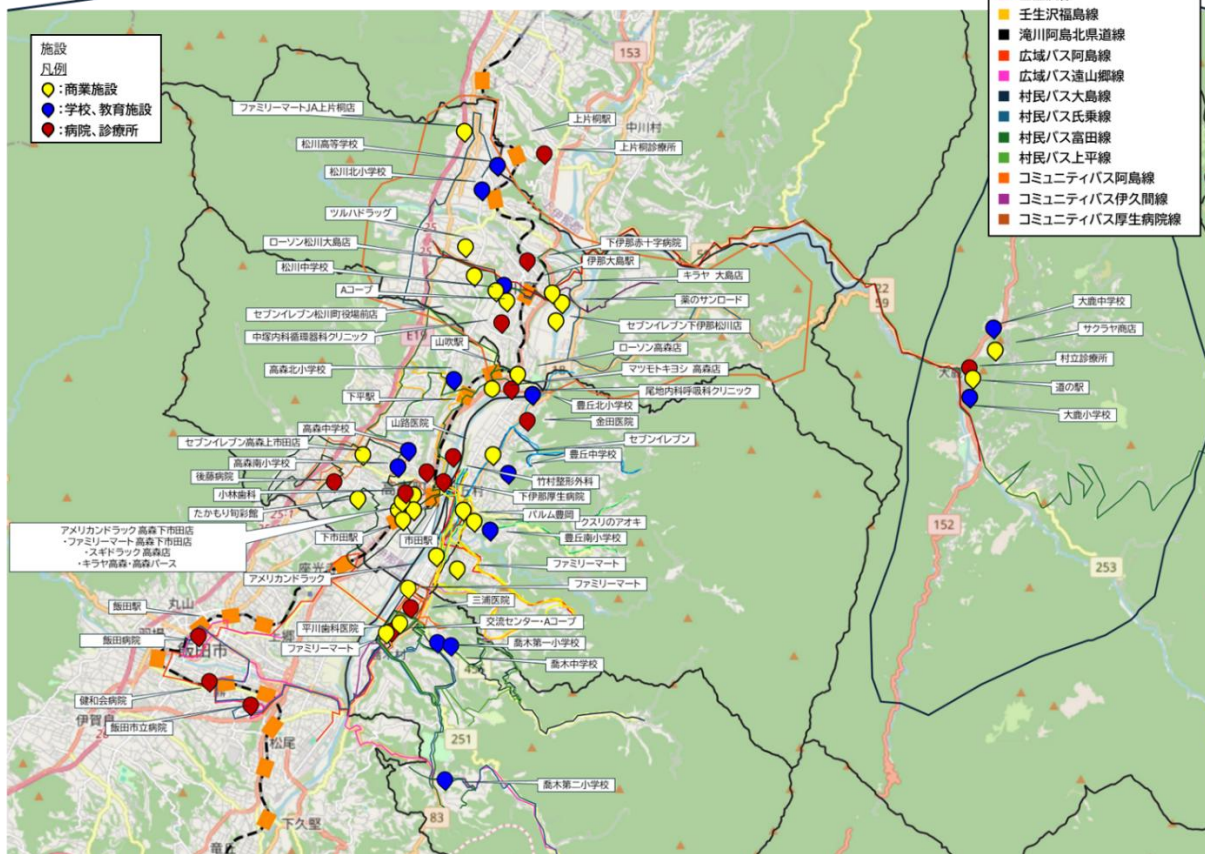 施設
凡例
:商業施設
:学校、教育施設
:病院、診療所
壬生沢福島線
滝川阿島北県道線
広域バス阿島線
広域バス遠山郷線
村民バス大島線
村民バス氏乗線
村民バス富田線
村民バス上平線
コミュニティバス阿島線
コミュニティバス伊久間線
コミュニティバス厚生病院線
153
ファミリーマートJA上片桐店
上片桐駅
中川村
松川高等学校
上片桐診療所
松川北小学校
ツルハドラッグ
25
ローソン松川大島店
下伊那赤十字病院
伊那大島駅
松川中学校
キラヤ 大島店
Aコープ
薬のサンロード
22
59
セブンイレブン松川町役場前店
セブンイレブン下伊那松川店
大鹿中学校
サクラヤ商店
中塚内科循環器科クリニック
E19
山吹駅
ローソン高森店
村立診療所
18
高森北小学校
マツモトキヨシ 高森店
道の駅
下平駅
尾地内科呼吸科クリニック
大鹿小学校
豊丘北小学校
山路医院
金田医院
高森中学校
セブンイレブン高森上市田店
セブンイレブン
高森南小学校
豊丘中学校
後藤病院
竹村整形外科
小林歯科
下伊那厚生病院
たかもり旬彩館
パルム豊岡
クスリのアオキ
152
アメリカンドラック 高森下市田店
・ファミリーマート 高森下市田店
・スギドラック 高森店
・キラヤ高森・高森パース
下市田駅
市田駅
豊丘南小学校
253
座光寺
アメリカンドラック
ファミリーマート
ファミリーマート
飯田駅
丸山
三浦医院
羽場
郷
平川歯科医院
交流センター・Aコープ
飯田病院
飯田市
ファミリーマート
喬木第一小学校
喬木中学校
健和会病院
伊賀良
飯田市立病院
松尾
251
喬木第二小学校
83
下久堅
竜丘